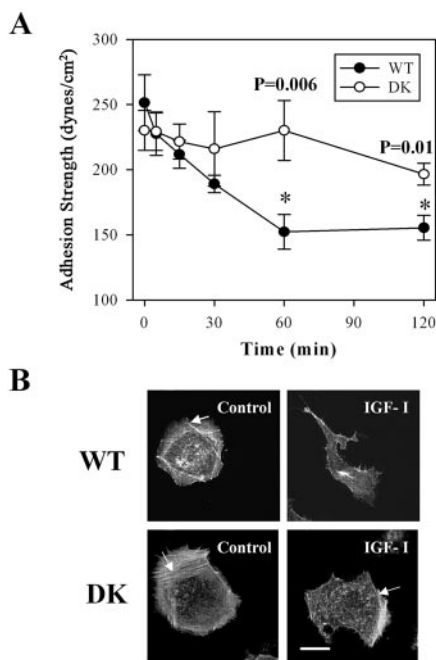 A
300
250
200
150
100
Adhesion Strength (dynes/cm²)
WT
DK
P=0.006
P=0.01
*
*
0
30
60
90
120
Time (min)
B
Control
IGF- I
WT
Control
IGF- I
DK